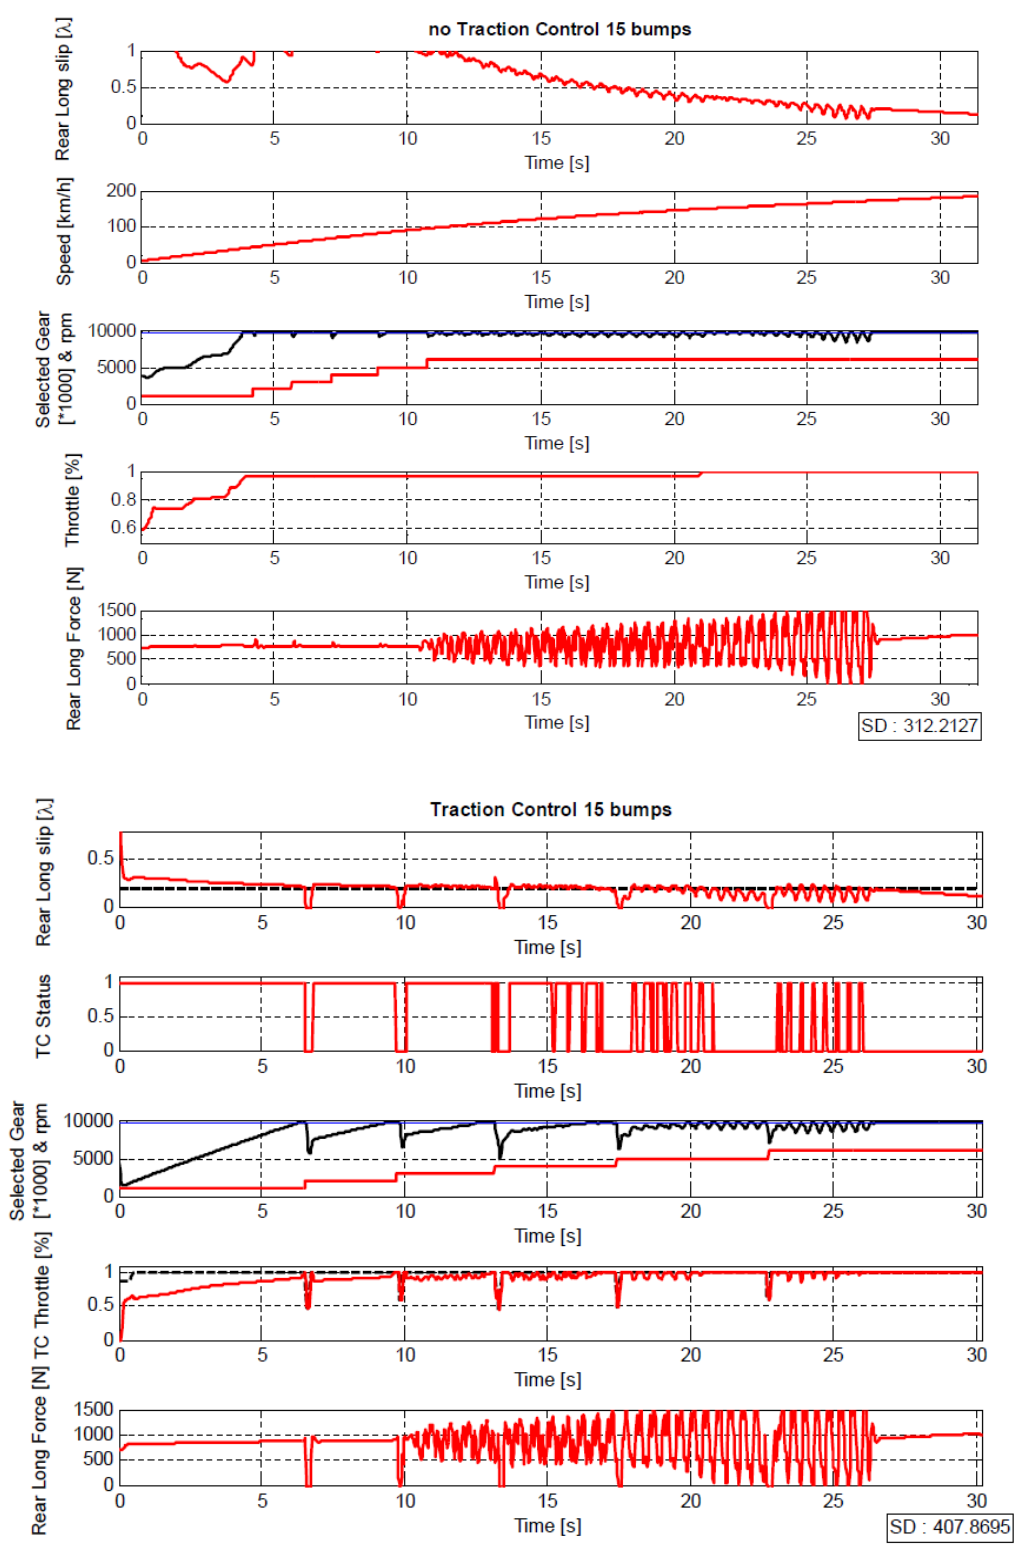 no Traction Control 15 bumps
Rear Long slip [λ]
1
0.5
0
0 5 10 15 20 25 30
Time [s]
Speed [km/h]
200
100
0
0 5 10 15 20 25 30
Time [s]
Selected Gear
[*1000] & rpm
10000
5000
0
0 5 10 15 20 25 30
Time [s]
Throttle [%]
1
0.8
0.6
0 5 10 15 20 25 30
Time [s]
Rear Long Force [N]
1500
1000
500
0
0 5 10 15 20 25 30
Time [s]
SD : 312.2127
Traction Control 15 bumps
Rear Long slip [λ]
0.5
0
0 5 10 15 20 25 30
Time [s]
TC Status
1
0.5
0
0 5 10 15 20 25 30
Time [s]
Selected Gear
[*1000] & rpm
10000
5000
0
0 5 10 15 20 25 30
Time [s]
TC Throttle [%]
1
0.5
0
0 5 10 15 20 25 30
Time [s]
Rear Long Force [N]
1500
1000
500
0
0 5 10 15 20 25 30
Time [s]
SD : 407.8695